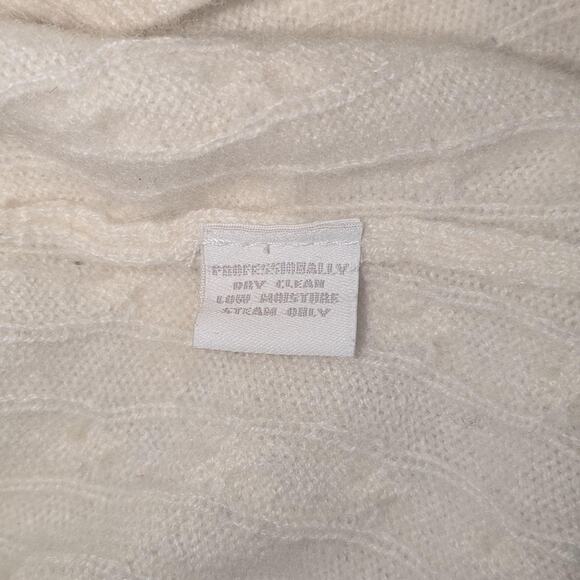 PROFESSIONALLY
DRY CLEAN
LOW MOISTURE
STEAM ONLY